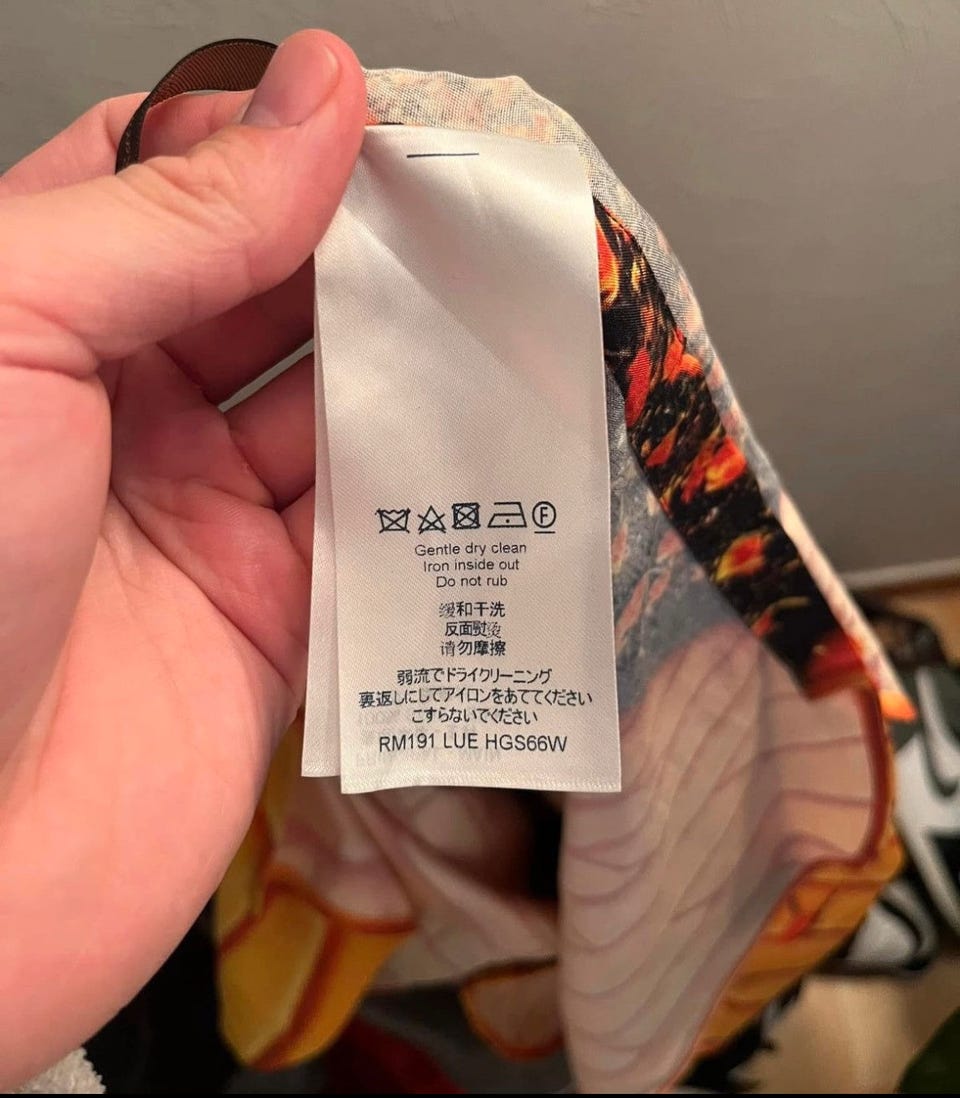 F
Gentle dry clean
Iron inside out
Do not rub
缓和干洗
反面熨烫
请勿摩擦
弱流でドライクリーニング
裏返しにしてアイロンをあててください
こすらないでください
RM191 LUE HGS66W